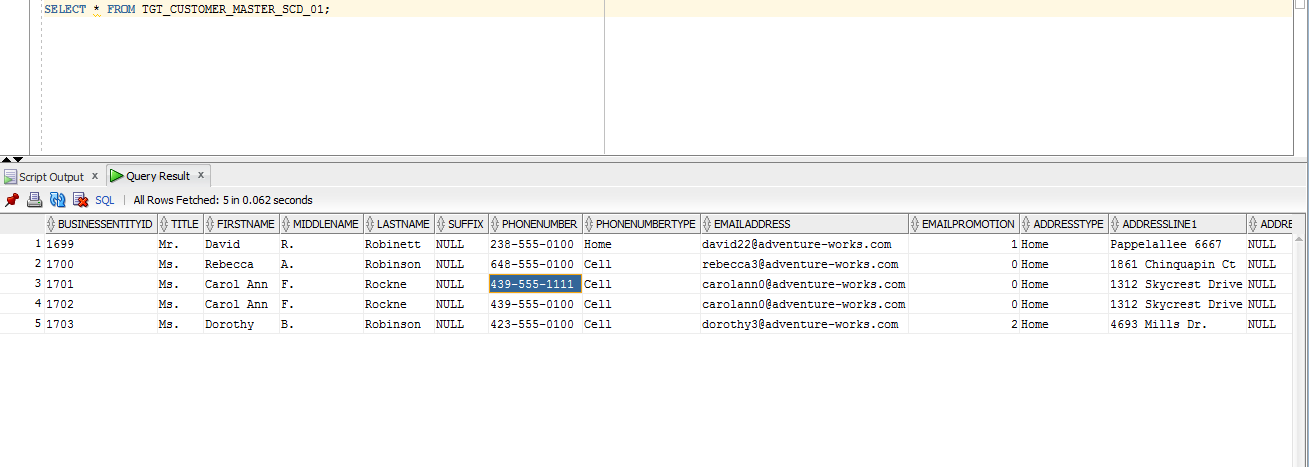 SELECT * FROM TGT_CUSTOMER_MASTER_SCD_01;
Script Output x Query Result x
SQL | All Rows Fetched: 5 in 0.062 seconds
BUSINESSENTITYID TITLE FIRSTNAME MIDDLENAME LASTNAME SUFFIX PHONENUMBER PHONENUMBERTYPE EMAILADDRESS EMAILPROMOTION ADDRESSTYPE ADDRESSLINE1 ADDRE
1 1699 Mr. David R. Robinett NULL 238-555-0100 Home david22@adventure-works.com 1 Home Pappelallee 6667 NULL
2 1700 Ms. Rebecca A. Robinson NULL 648-555-0100 Cell rebecca3@adventure-works.com 0 Home 1861 Chinquapin Ct NULL
3 1701 Ms. Carol Ann F. Rockne NULL 439-555-1111 Cell carolann0@adventure-works.com 0 Home 1312 Skycrest Drive NULL
4 1702 Ms. Carol Ann F. Rockne NULL 439-555-0100 Cell carolann0@adventure-works.com 0 Home 1312 Skycrest Drive NULL
5 1703 Ms. Dorothy B. Robinson NULL 423-555-0100 Cell dorothy3@adventure-works.com 2 Home 4693 Mills Dr. NULL